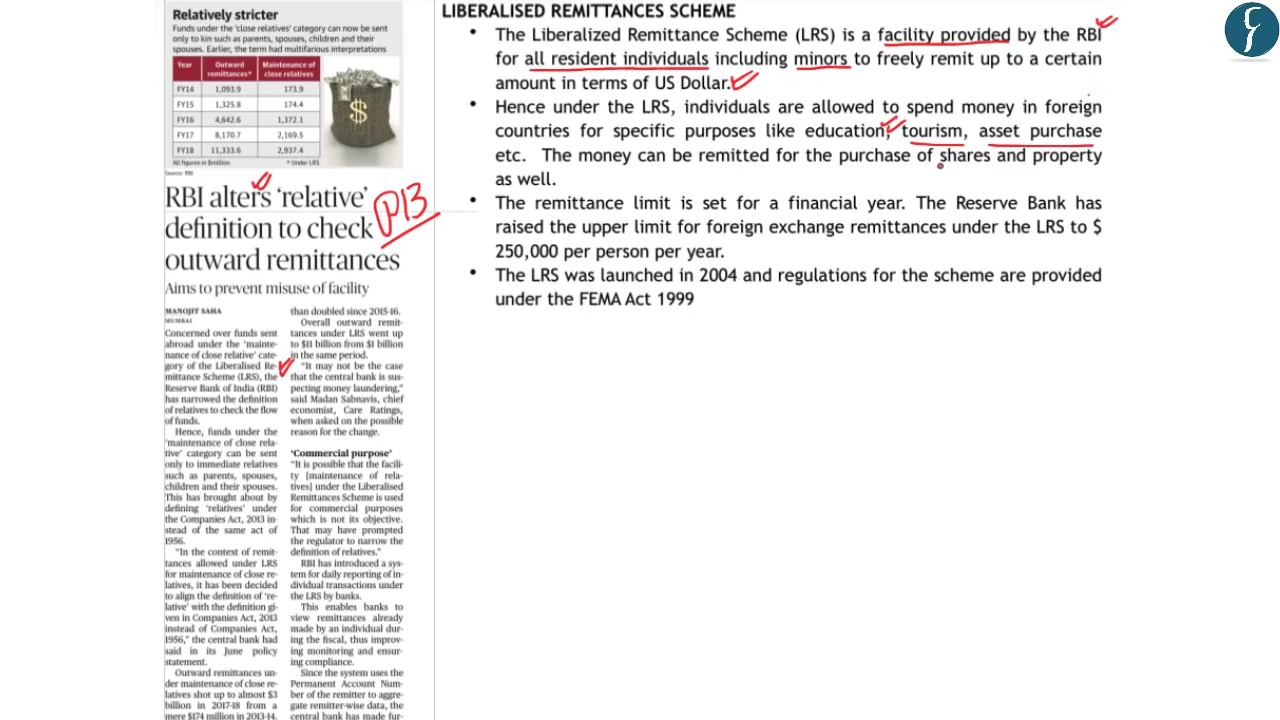 Relatively stricter
Funds under the 'close relatives' category can now be sent
only to kin such as parents, spouses, children and their
spouses. Earlier, the term had multifarious interpretations
Year Outward remittances* Maintenance of close relatives
FY14 1,093.9 173.9
FY15 1,325.8 174.4
FY16 4,642.6 1,372.1
FY17 8,170.7 2,169.5
FY18 11,333.6 2,937.4
All figures in $million * Under LRS
Source: RBI
RBI alters 'relative'
definition to check
outward remittances
P13
Aims to prevent misuse of facility
MANOJIT SAHA
MUMBAI
Concerned over funds sent
abroad under the 'mainte-
nance of close relative' cate-
gory of the Liberalised Re-
mittance Scheme (LRS), the
Reserve Bank of India (RBI)
has narrowed the definition
of relatives to check the flow
of funds.
Hence, funds under the
'maintenance of close rela-
tive' category can be sent
only to immediate relatives
such as parents, spouses,
children and their spouses.
This has brought about by
defining 'relatives' under
the Companies Act, 2013 in-
stead of the same act of
1956.
"In the context of remit-
tances allowed under LRS
for maintenance of close re-
latives, it has been decided
to align the definition of 're-
lative' with the definition gi-
ven in Companies Act, 2013
instead of Companies Act,
1956," the central bank had
said in its June policy
statement.
Outward remittances un-
der maintenance of close re-
latives shot up to almost $3
billion in 2017-18 from a
mere $174 million in 2013-14.
than doubled since 2015-16.
Overall outward remit-
tances under LRS went up
to $11 billion from $1 billion
in the same period.
"It may not be the case
that the central bank is sus-
pecting money laundering,"
said Madan Sabnavis, chief
economist, Care Ratings,
when asked on the possible
reason for the change.
'Commercial purpose'
"It is possible that the facili-
ty [maintenance of rela-
tives] under the Liberalised
Remittances Scheme is used
for commercial purposes
which is not its objective.
That may have prompted
the regulator to narrow the
definition of relatives."
RBI has introduced a sys-
tem for daily reporting of in-
dividual transactions under
the LRS by banks.
This enables banks to
view remittances already
made by an individual dur-
ing the fiscal, thus improv-
ing monitoring and ensur-
ing compliance.
Since the system uses the
Permanent Account Num-
ber of the remitter to aggre-
gate remitter-wise data, the
central bank has made fur-
LIBERALISED REMITTANCES SCHEME
• The Liberalized Remittance Scheme (LRS) is a facility provided by the RBI
for all resident individuals including minors to freely remit up to a certain
amount in terms of US Dollar.
• Hence under the LRS, individuals are allowed to spend money in foreign
countries for specific purposes like education, tourism, asset purchase
etc. The money can be remitted for the purchase of shares and property
as well.
• The remittance limit is set for a financial year. The Reserve Bank has
raised the upper limit for foreign exchange remittances under the LRS to $
250,000 per person per year.
• The LRS was launched in 2004 and regulations for the scheme are provided
under the FEMA Act 1999